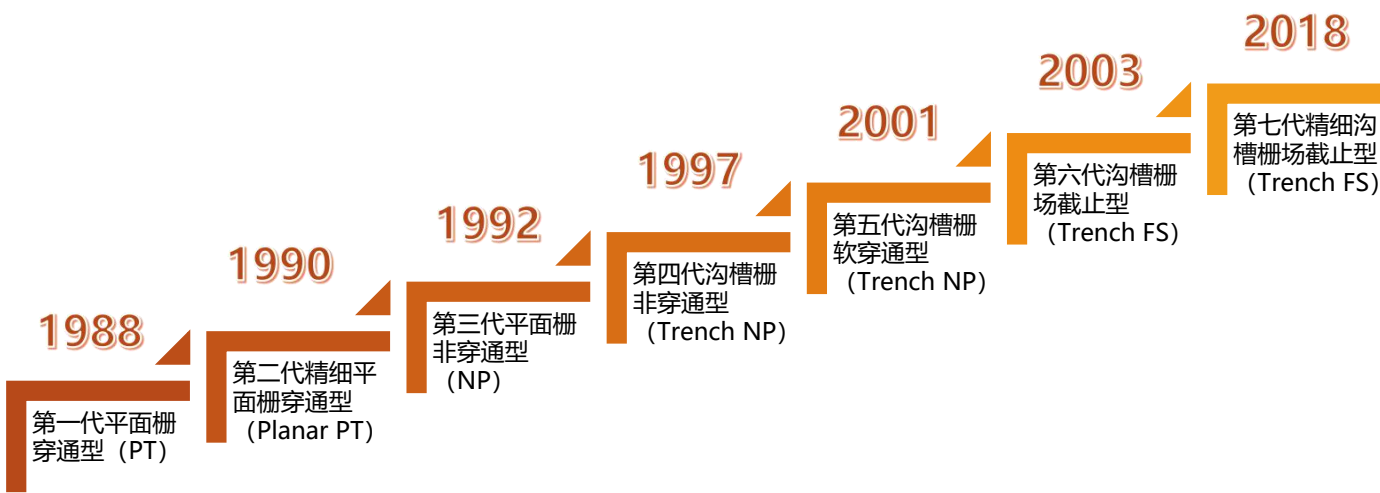 1988
第一代平面栅
穿通型（PT）
1990
第二代精细平
面栅穿通型
（Planar PT）
1992
第三代平面栅
非穿通型
（NP）
1997
第四代沟槽栅
非穿通型
（Trench NP）
2001
第五代沟槽栅
软穿通型
（Trench NP）
2003
第六代沟槽栅
场截止型
（Trench FS）
2018
第七代精细沟
槽栅场截止型
（Trench FS）